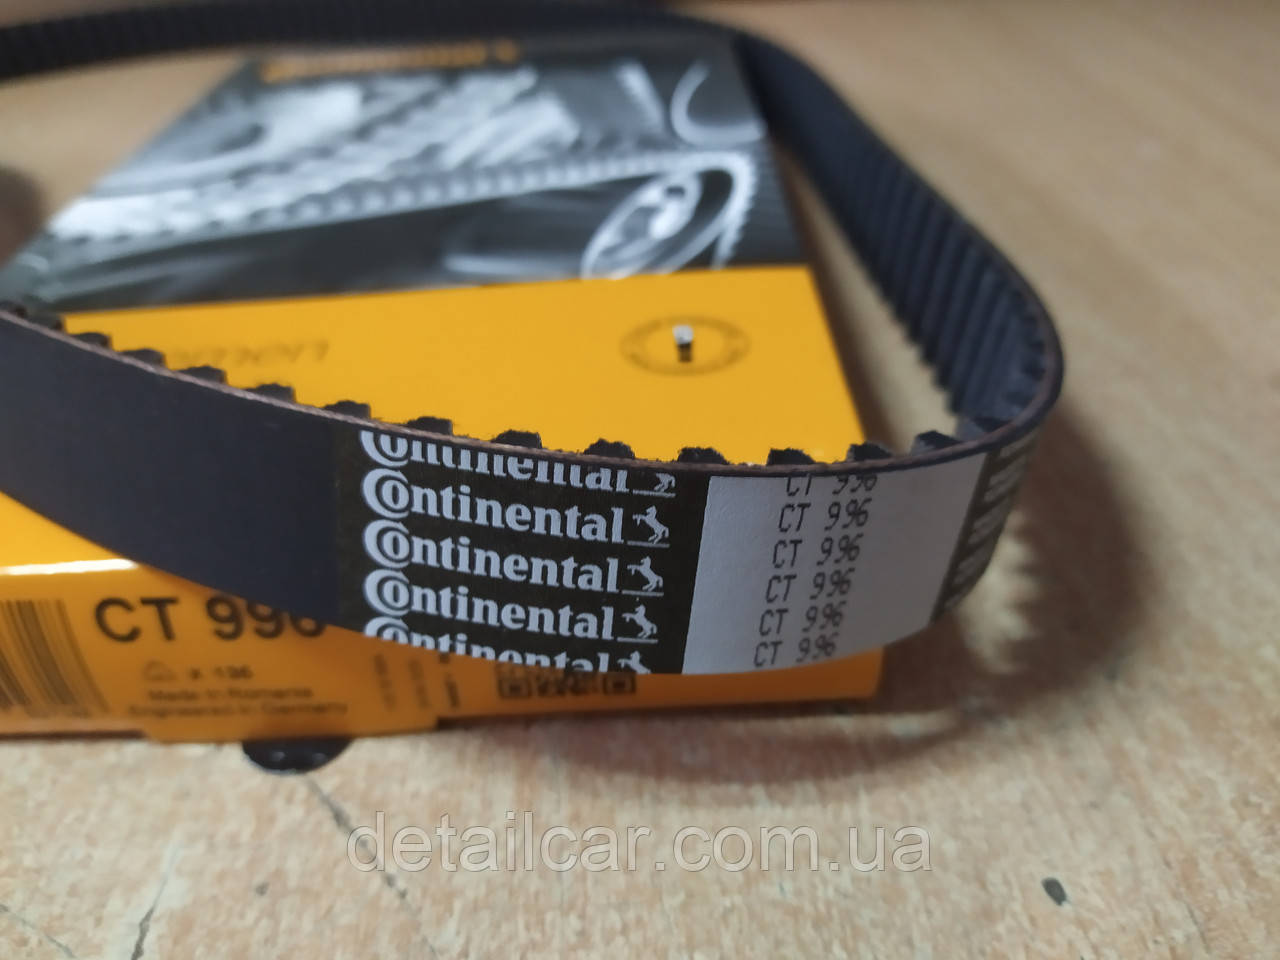 Continental
Continental
Continental
Continental
Continental
CT 996
CT 996
CT 996
CT 996
CT 996
CT 996
CT 996
x 136
Made in Romania
Engineered in Germany
detailcar.com.ua